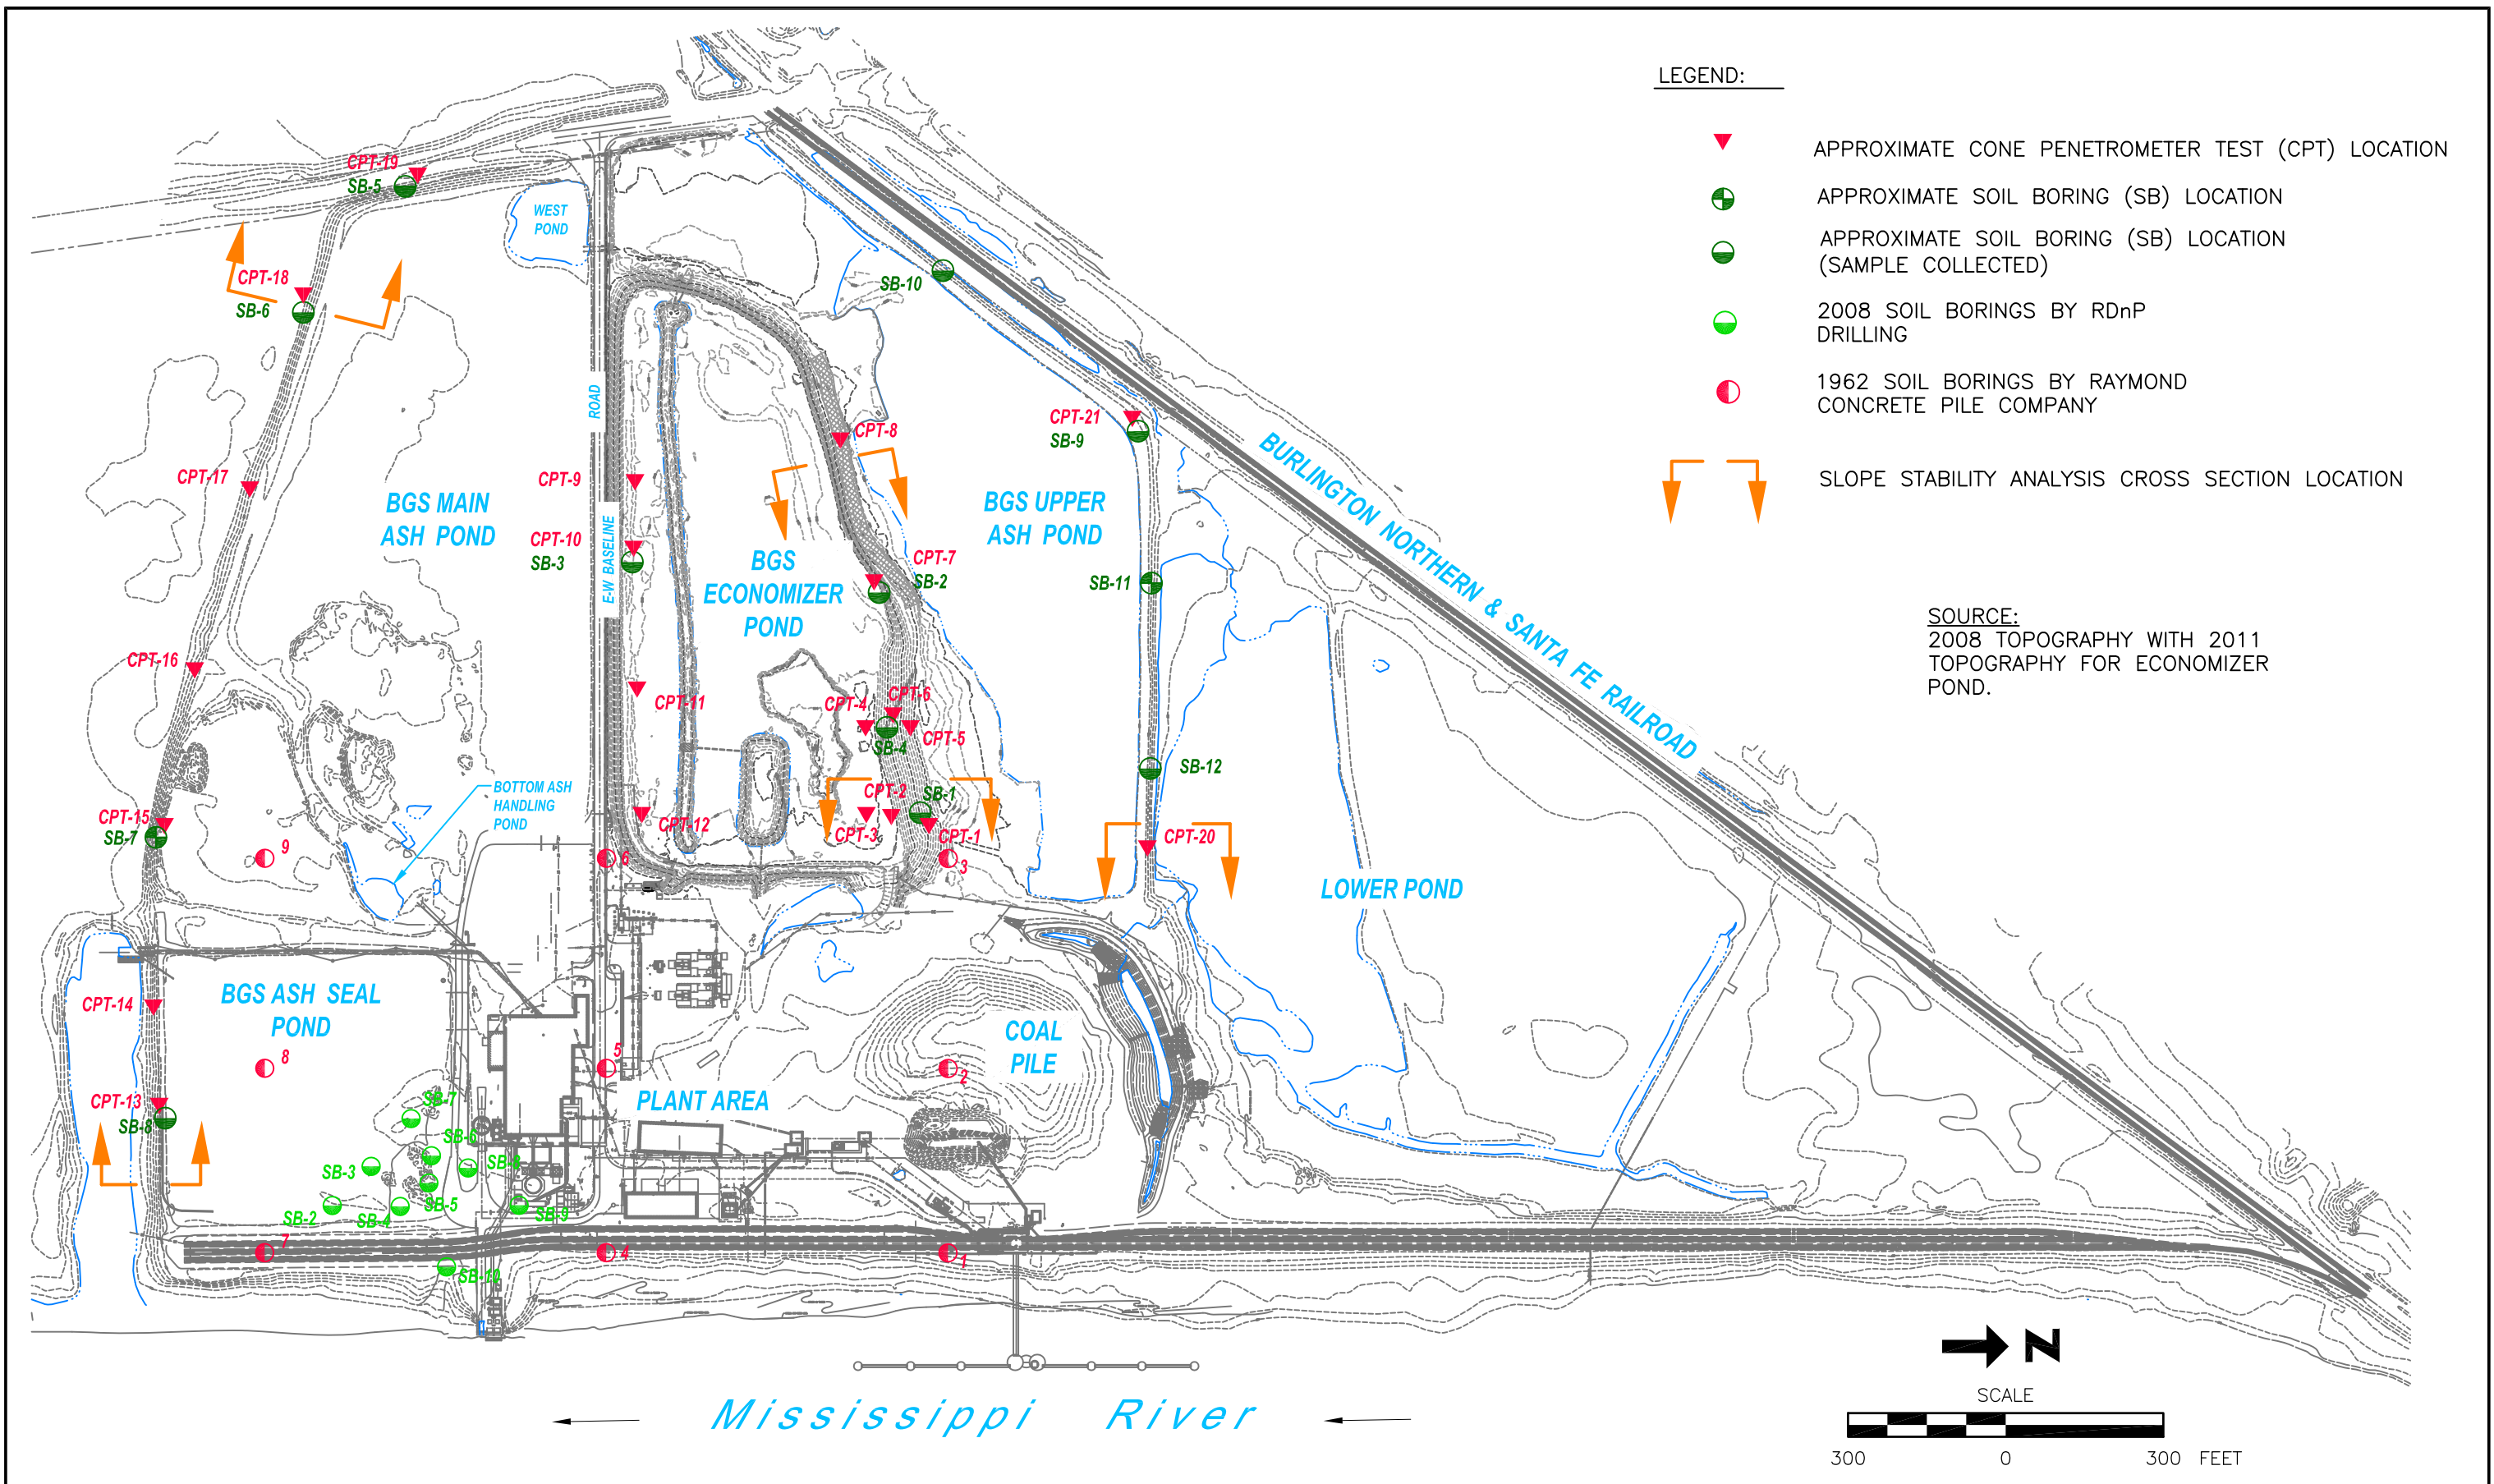 LEGEND:
APPROXIMATE CONE PENETROMETER TEST (CPT) LOCATION
APPROXIMATE SOIL BORING (SB) LOCATION
APPROXIMATE SOIL BORING (SB) LOCATION
(SAMPLE COLLECTED)
2008 SOIL BORINGS BY RDnP
DRILLING
1962 SOIL BORINGS BY RAYMOND
CONCRETE PILE COMPANY
SLOPE STABILITY ANALYSIS CROSS SECTION LOCATION
SOURCE:
2008 TOPOGRAPHY WITH 2011
TOPOGRAPHY FOR ECONOMIZER
POND.
CPT-19
SB-5
WEST
POND
CPT-18
SB-6
SB-10
ROAD
CPT-21
SB-9
CPT-8
CPT-17
CPT-9
BGS MAIN
ASH POND
BGS UPPER
ASH POND
BURLINGTON NORTHERN & SANTA FE RAILROAD
CPT-10
SB-3
E-W BASELINE
BGS
ECONOMIZER
POND
CPT-7
SB-2
SB-11
CPT-16
CPT-11
CPT-4
CPT-6
CPT-5
SB-4
SB-12
BOTTOM ASH
HANDLING
POND
CPT-2
SB-1
CPT-15
SB-7
CPT-12
CPT-3
CPT-1
CPT-20
9
6
3
LOWER POND
CPT-14
BGS ASH SEAL
POND
COAL
PILE
8
5
2
CPT-13
SB-8
PLANT AREA
SB-7
SB-6
SB-3
SB-8
SB-2
SB-4
SB-5
SB-9
7
4
1
SB-10
N
Mississippi River
SCALE
300 0 300 FEET